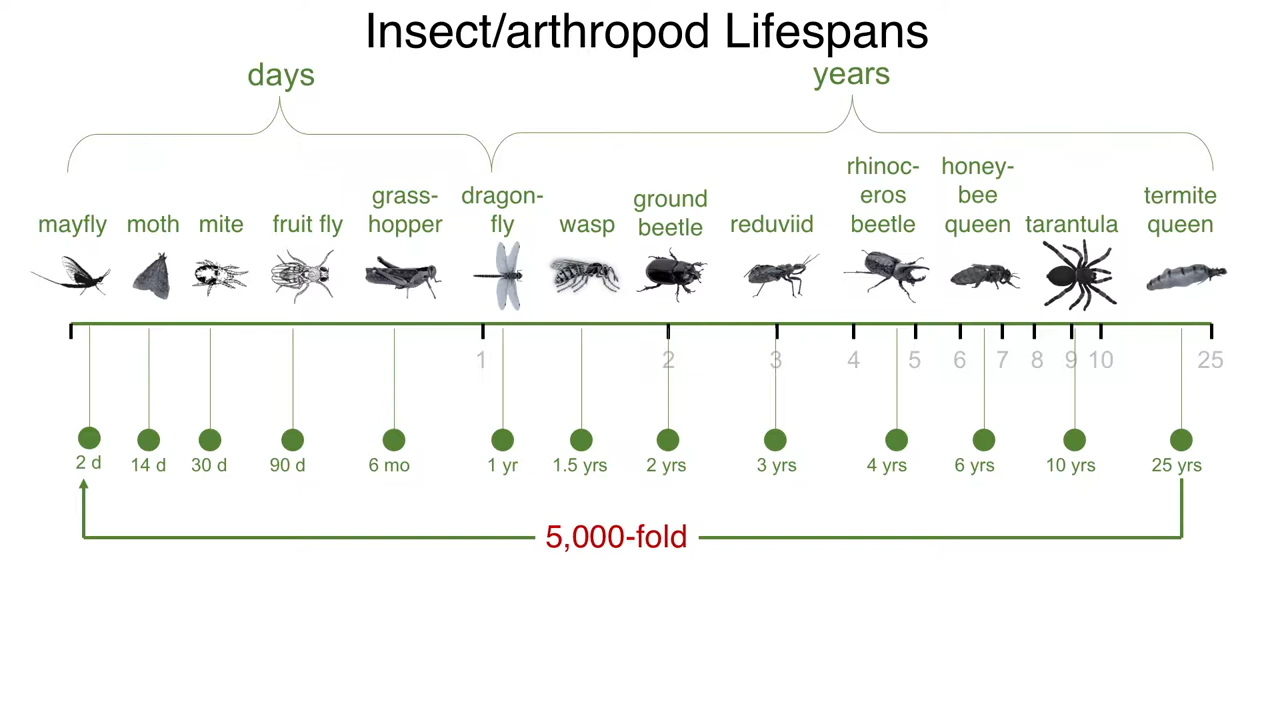 Insect/arthropod Lifespans
days
years
mayfly
moth
mite
fruit fly
grass-
hopper
dragon-
fly
wasp
ground
beetle
reduviid
rhinoc-
eros
beetle
honey-
bee
queen
tarantula
termite
queen
1 2 3 4 5 6 7 8 9 10 25
2 d 14 d 30 d 90 d 6 mo 1 yr 1.5 yrs 2 yrs 3 yrs 4 yrs 6 yrs 10 yrs 25 yrs
5,000-fold